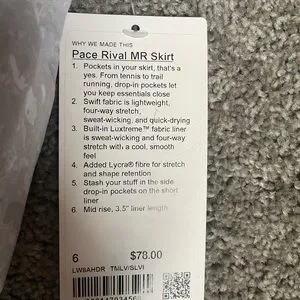 WHY WE MADE THIS
Pace Rival MR Skirt
1. Pockets in your skirt, that's a
yes. From tennis to trail
running, drop-in pockets let
you keep essentials close
2. Swift fabric is lightweight,
four-way stretch,
sweat-wicking, and quick-drying
3. Built-in Luxtreme™ fabric liner
is sweat-wicking and four-way
stretch with a cool, smooth
feel
4. Added Lycra® fibre for stretch
and shape retention
5. Stash your stuff in the side
drop-in pockets on the short
liner
6. Mid rise, 3.5" liner length
6 $78.00
LW8AHDR TMLV/SLVI